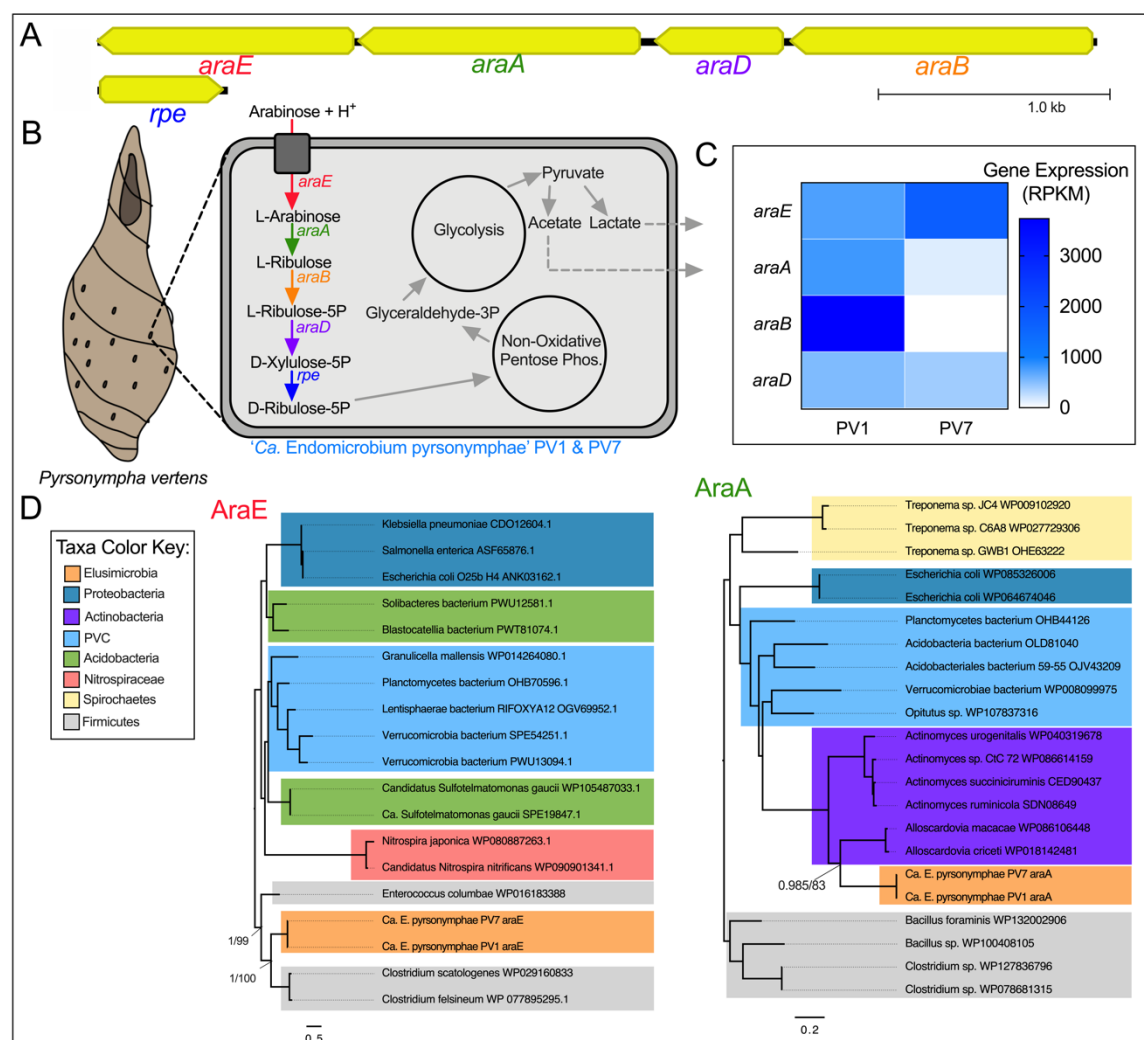 A
araE
araA
araD
araB
rpe
1.0 kb
B
Arabinose + H+
araE
L-Arabinose
araA
L-Ribulose
araB
L-Ribulose-5P
araD
D-Xylulose-5P
rpe
D-Ribulose-5P
Glycolysis
Pyruvate
Acetate
Lactate
Glyceraldehyde-3P
Non-Oxidative
Pentose Phos.
'Ca. Endomicrobium pyrsonymphae' PV1 & PV7
Pyrsonympha vertens
C
Gene Expression
(RPKM)
araE
araA
araB
araD
PV1
PV7
3000
2000
1000
0
D
Taxa Color Key:
Elusimicrobia
Proteobacteria
Actinobacteria
PVC
Acidobacteria
Nitrospiraceae
Spirochaetes
Firmicutes
AraE
Klebsiella pneumoniae CDO12604.1
Salmonella enterica ASF65876.1
Escherichia coli O25b H4 ANK03162.1
Solibacteres bacterium PWU12581.1
Blastocatellia bacterium PWT81074.1
Granulicella mallensis WP014264080.1
Planctomycetes bacterium OHB70596.1
Lentisphaerae bacterium RIFOXYA12 OGV69952.1
Verrucomicrobia bacterium SPE54251.1
Verrucomicrobia bacterium PWU13094.1
Candidatus Sulfotelmatomonas gaucii WP105487033.1
Ca. Sulfotelmatomonas gaucii SPE19847.1
Nitrospira japonica WP080887263.1
Candidatus Nitrospira nitrificans WP090901341.1
Enterococcus columbae WP016183388
Ca. E. pyrsonymphae PV7 araE
Ca. E. pyrsonymphae PV1 araE
Clostridium scatologenes WP029160833
Clostridium felsineum WP 077895295.1
1/99
1/100
0.5
AraA
Treponema sp. JC4 WP009102920
Treponema sp. C6A8 WP027729306
Treponema sp. GWB1 OHE63222
Escherichia coli WP085326006
Escherichia coli WP064674046
Planctomycetes bacterium OHB44126
Acidobacteria bacterium OLD81040
Acidobacteriales bacterium 59-55 OJV43209
Verrucomicrobiae bacterium WP008099975
Opitutus sp. WP107837316
Actinomyces urogenitalis WP040319678
Actinomyces sp. CtC 72 WP086614159
Actinomyces succiniciruminis CED90437
Actinomyces ruminicola SDN08649
Alloscardovia macacae WP086106448
Alloscardovia criceti WP018142481
0.985/83
Ca. E. pyrsonymphae PV7 araA
Ca. E. pyrsonymphae PV1 araA
Bacillus foraminis WP132002906
Bacillus sp. WP100408105
Clostridium sp. WP127836796
Clostridium sp. WP078681315
0.2